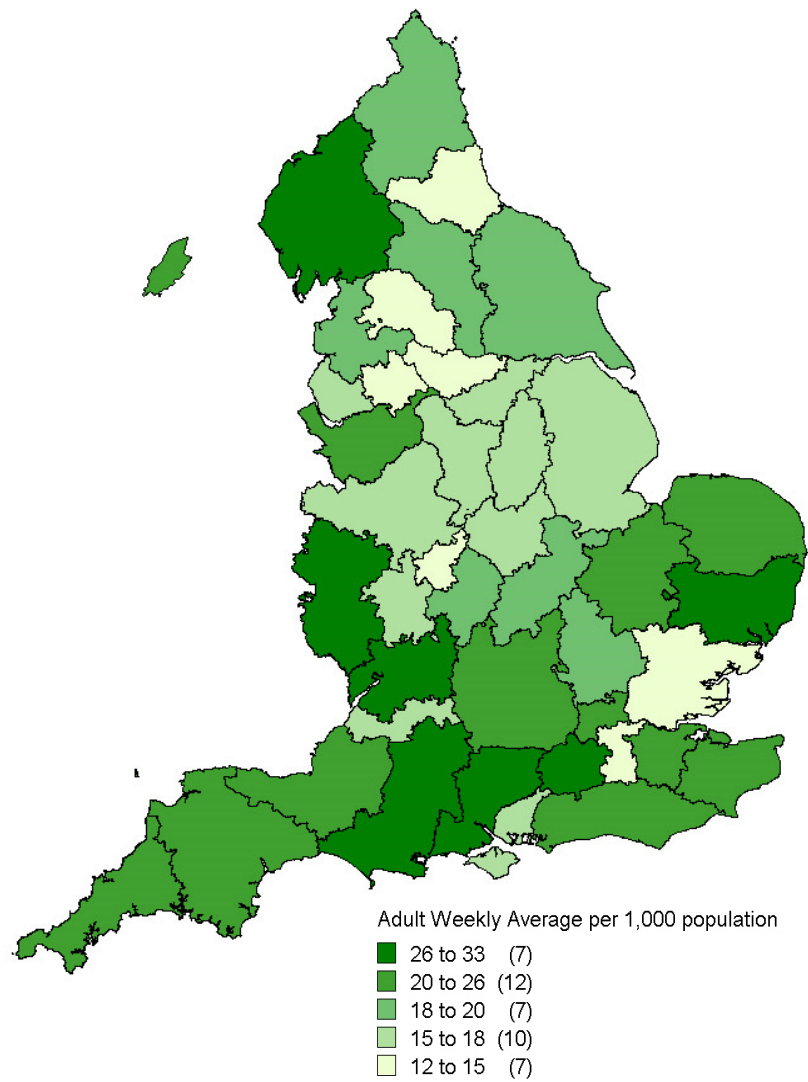 Adult Weekly Average per 1,000 population
26 to 33 (7)
20 to 26 (12)
18 to 20 (7)
15 to 18 (10)
12 to 15 (7)